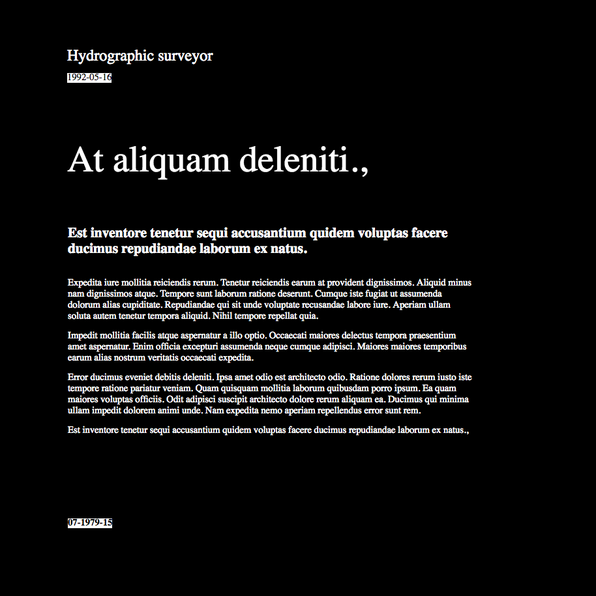 Hydrographic surveyor
1992-05-16
At aliquam deleniti.,
Est inventore tenetur sequi accusantium quidem voluptas facere
ducimus repudiandae laborum ex natus.
Expedita iure mollitia reiciendis rerum. Tenetur reiciendis earum at provident dignissimos. Aliquid minus
nam dignissimos atque. Tempore sunt laborum ratione deserunt. Cumque iste fugiat ut assumenda
dolorum alias cupiditate. Repudiandae qui sit unde voluptate recusandae labore iure. Aperiam ullam
soluta autem tenetur tempora aliquid. Nihil tempore repellat quia.
Impedit mollitia facilis atque aspernatur a illo optio. Occaecati maiores delectus tempora praesentium
amet aspernatur. Enim officia excepturi assumenda neque cumque adipisci. Maiores maiores temporibus
earum alias nostrum veritatis occaecati expedita.
Error ducimus eveniet debitis deleniti. Ipsa amet odio est architecto odio. Ratione dolores rerum iusto iste
tempore ratione pariatur veniam. Quam quisquam mollitia laborum quibusdam porro ipsum. Ea quam
maiores voluptas officiis. Odit adipisci suscipit architecto dolore rerum aliquam ea. Ducimus qui minima
ullam impedit dolorem animi unde. Nam expedita nemo aperiam repellendus error sunt rem.
Est inventore tenetur sequi accusantium quidem voluptas facere ducimus repudiandae laborum ex natus.,
07-1979-15